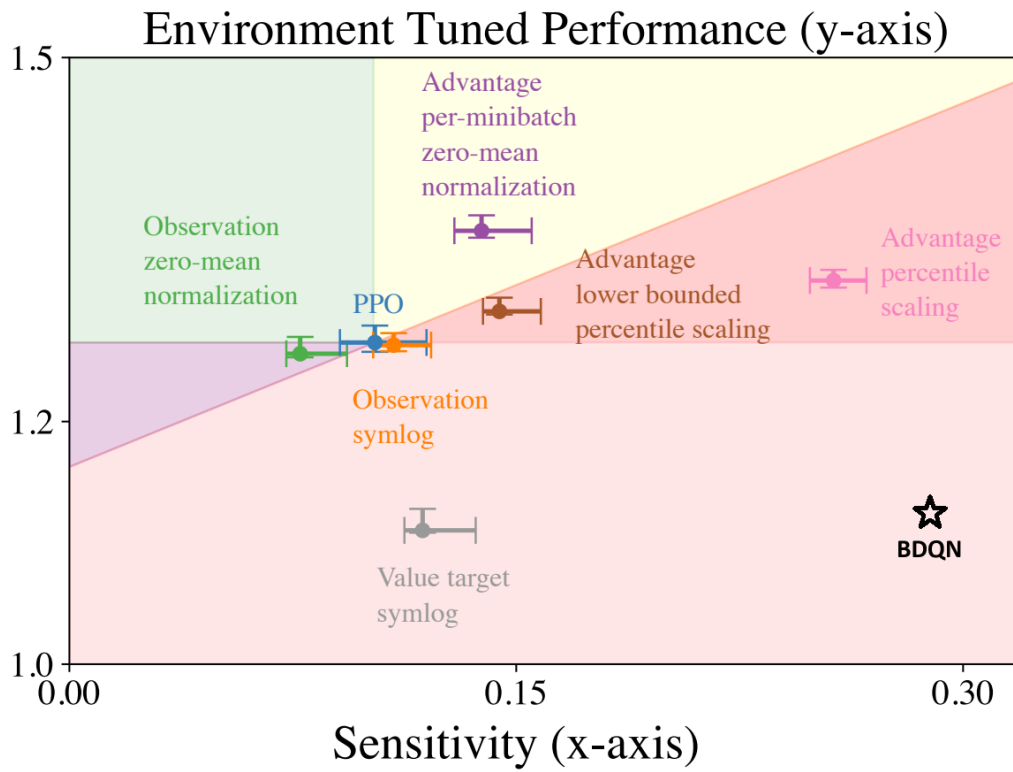 Environment Tuned Performance (y-axis)
1.5
Advantage
per-minibatch
zero-mean
normalization
Observation
zero-mean
normalization
Advantage
percentile
scaling
Advantage
lower bounded
percentile scaling
PPO
1.2
Observation
symlog
BDQN
Value target
symlog
1.0
0.00
0.15
0.30
Sensitivity (x-axis)